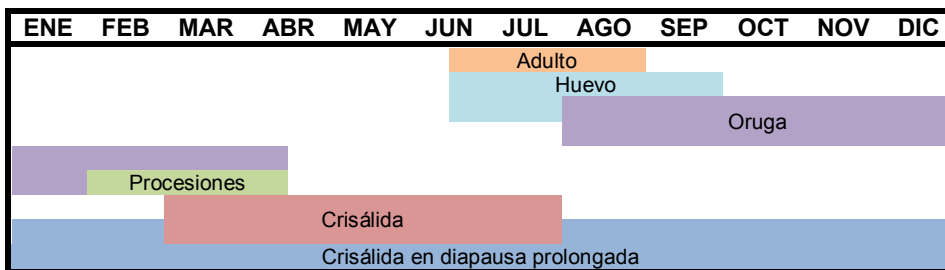 ENE FEB MAR ABR MAY JUN JUL AGO SEP OCT NOV DIC
Adulto
Huevo
Oruga
Procesiones
Crisálida
Crisálida en diapausa prolongada